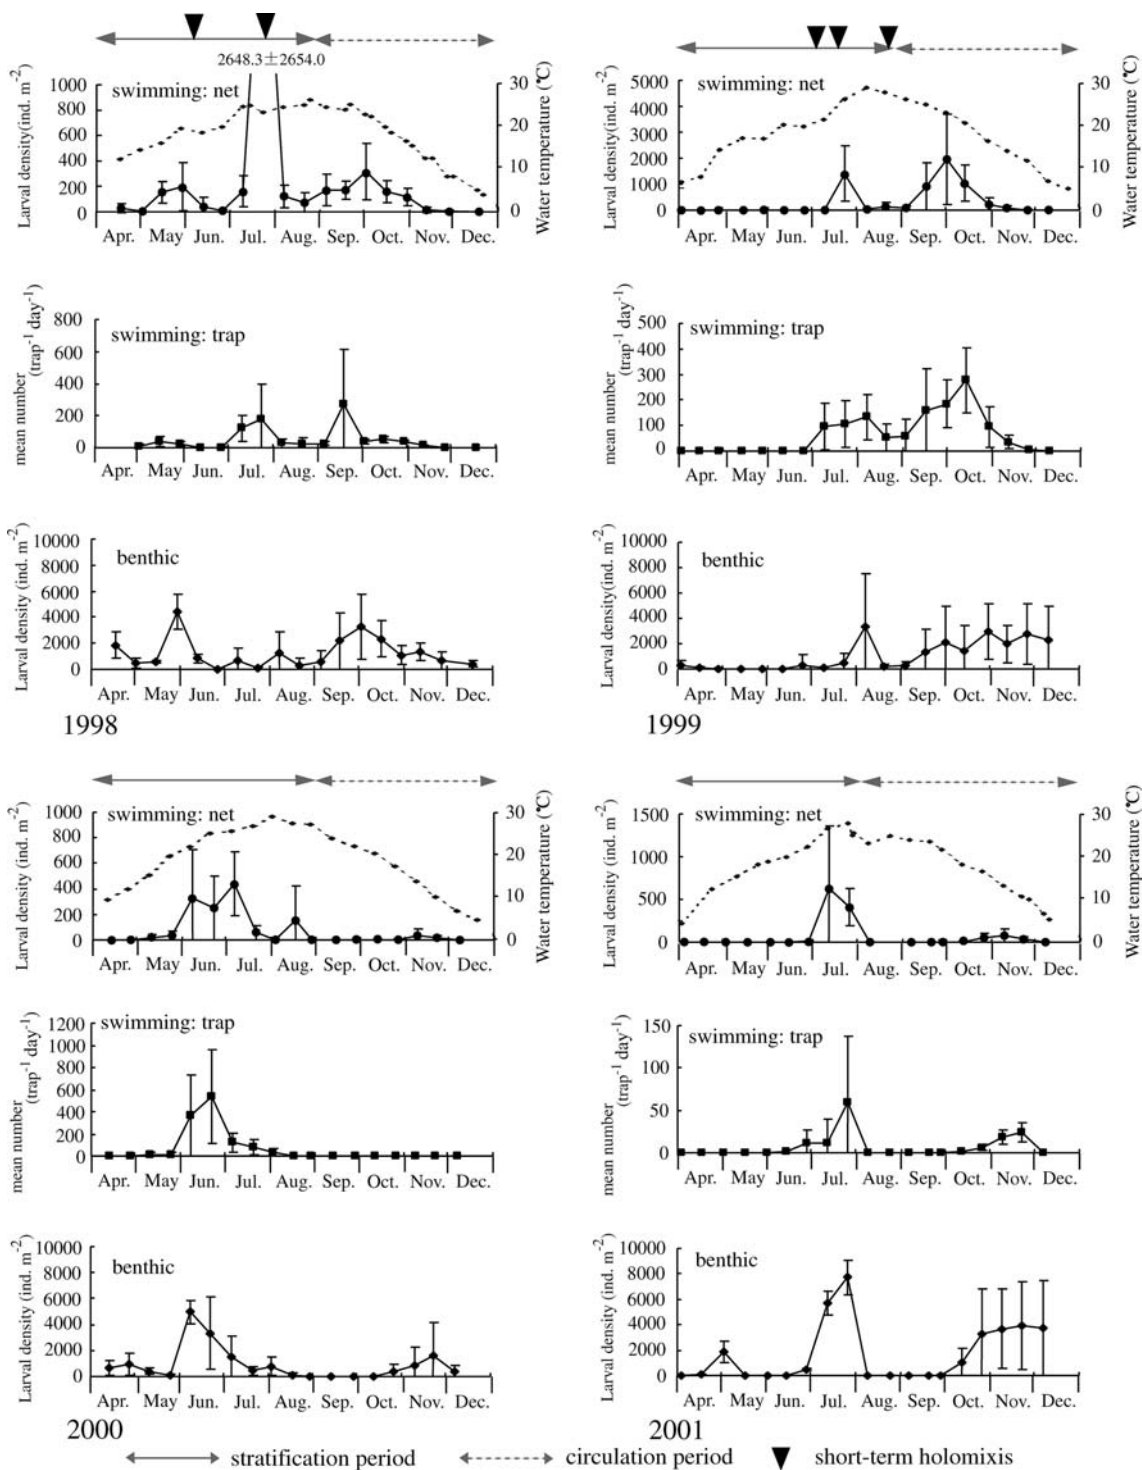 2648.3±2654.0
Larval density(ind. m-2)
1000
800
600
400
200
0
swimming: net
30
20
10
0
Water temperature (℃)
Apr. May Jun. Jul. Aug. Sep. Oct. Nov. Dec.
Larval density(ind. m-2)
5000
4000
3000
2000
1000
0
swimming: net
30
20
10
0
Water temperature (℃)
Apr. May Jun. Jul. Aug. Sep. Oct. Nov. Dec.
mean number
(trap-1 day-1)
800
600
400
200
0
swimming: trap
Apr. May Jun. Jul. Aug. Sep. Oct. Nov. Dec.
mean number
(trap-1 day-1)
500
400
300
200
100
0
swimming: trap
Apr. May Jun. Jul. Aug. Sep. Oct. Nov. Dec.
Larval density (ind. m-2)
10000
8000
6000
4000
2000
0
benthic
Apr. May Jun. Jul. Aug. Sep. Oct. Nov. Dec.
1998
Larval density(ind. m-2)
10000
8000
6000
4000
2000
0
benthic
Apr. May Jun. Jul. Aug. Sep. Oct. Nov. Dec.
1999
Larval density (ind. m-2)
1000
800
600
400
200
0
swimming: net
30
20
10
0
Water temperature (℃)
Apr. May Jun. Jul. Aug. Sep. Oct. Nov. Dec.
Larval density (ind. m-2)
1500
1000
500
0
swimming: net
30
20
10
0
Water temperature (℃)
Apr. May Jun. Jul. Aug. Sep. Oct. Nov. Dec.
mean number
(trap-1 day-1)
1200
1000
800
600
400
200
0
swimming: trap
Apr. May Jun. Jul. Aug. Sep. Oct. Nov. Dec.
mean number
(trap-1 day-1)
150
100
50
0
swimming: trap
Apr. May Jun. Jul. Aug. Sep. Oct. Nov. Dec.
Larval density (ind. m-2)
10000
8000
6000
4000
2000
0
benthic
Apr. May Jun. Jul. Aug. Sep. Oct. Nov. Dec.
2000
Larval density (ind. m-2)
10000
8000
6000
4000
2000
0
benthic
Apr. May Jun. Jul. Aug. Sep. Oct. Nov. Dec.
2001
stratification period circulation period short-term holomixis